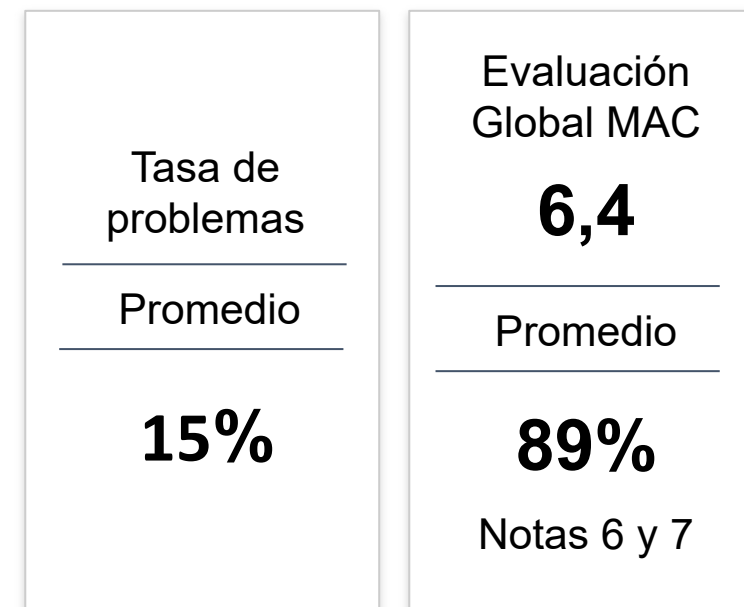 Tasa de
problemas
Promedio
15%
Evaluación
Global MAC
6,4
Promedio
89%
Notas 6 y 7